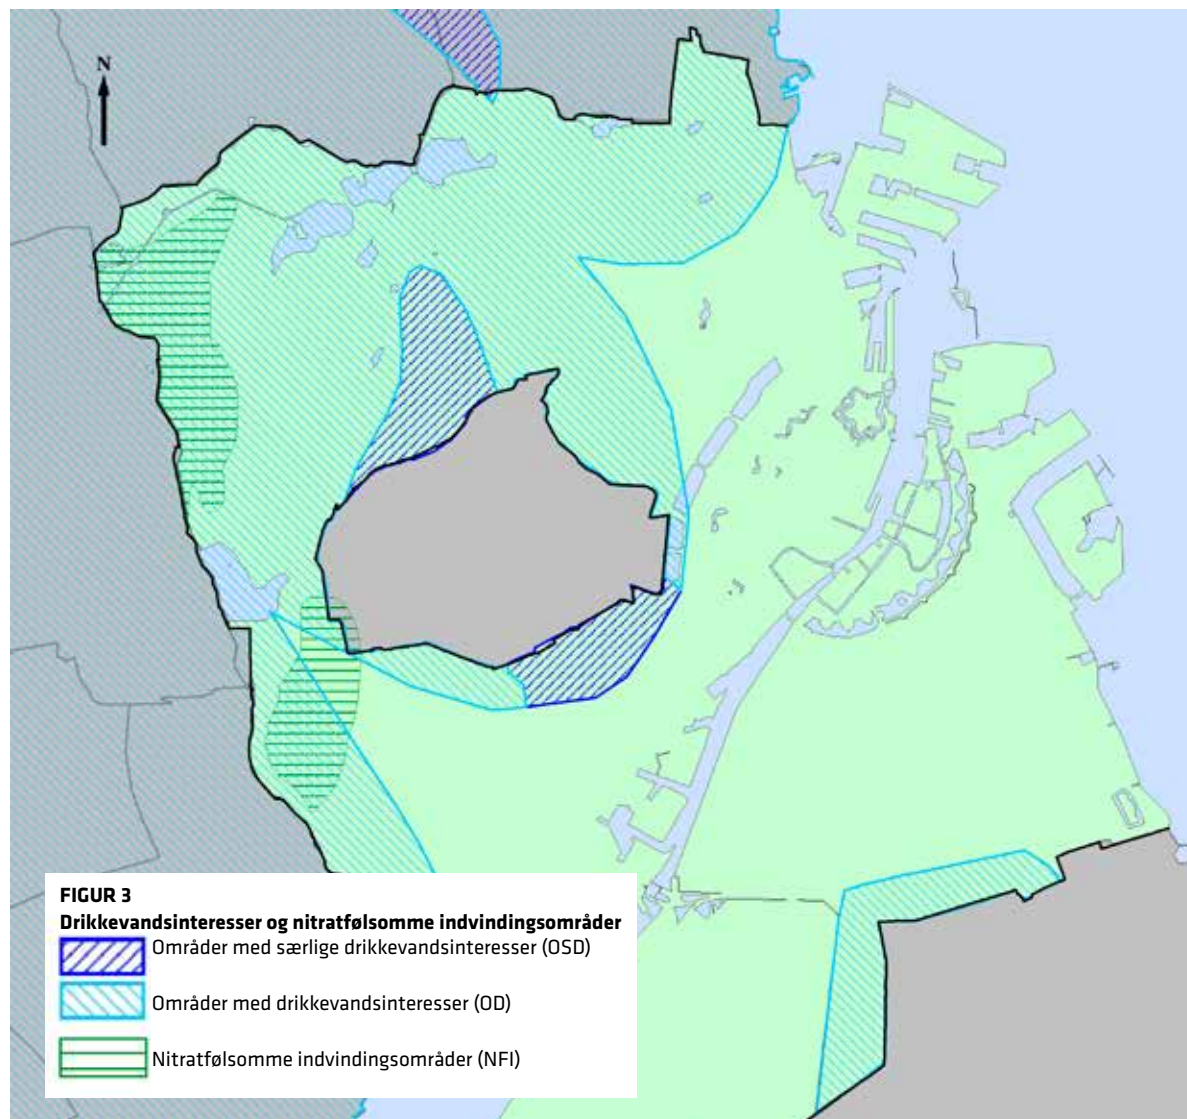 N
FIGUR 3
Drikkevandsinteresser og nitratfølsomme indvindingsområder
Områder med særlige drikkevandsinteresser (OSD)
Områder med drikkevandsinteresser (OD)
Nitratfølsomme indvindingsområder (NFI)